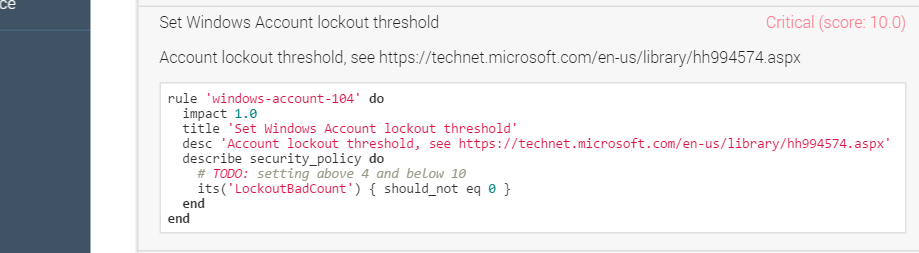 ce
Set Windows Account lockout threshold
Critical (score: 10.0)
Account lockout threshold, see https://technet.microsoft.com/en-us/library/hh994574.aspx
rule 'windows-account-104' do
  impact 1.0
  title 'Set Windows Account lockout threshold'
  desc 'Account lockout threshold, see https://technet.microsoft.com/en-us/library/hh994574.aspx'
  describe security_policy do
    # TODO: setting above 4 and below 10
    its('LockoutBadCount') { should_not eq 0 }
  end
end